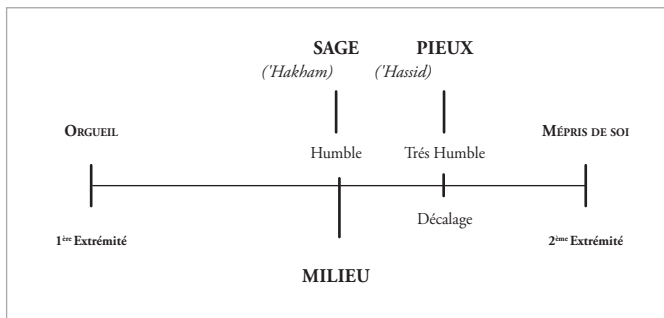 SAGE PIEUX
('Hakham) ('Hassid)
ORGUEIL MÉPRIS DE SOI
Humble Trés Humble
Décalage
1ère Extrémité 2ème Extrémité
MILIEU